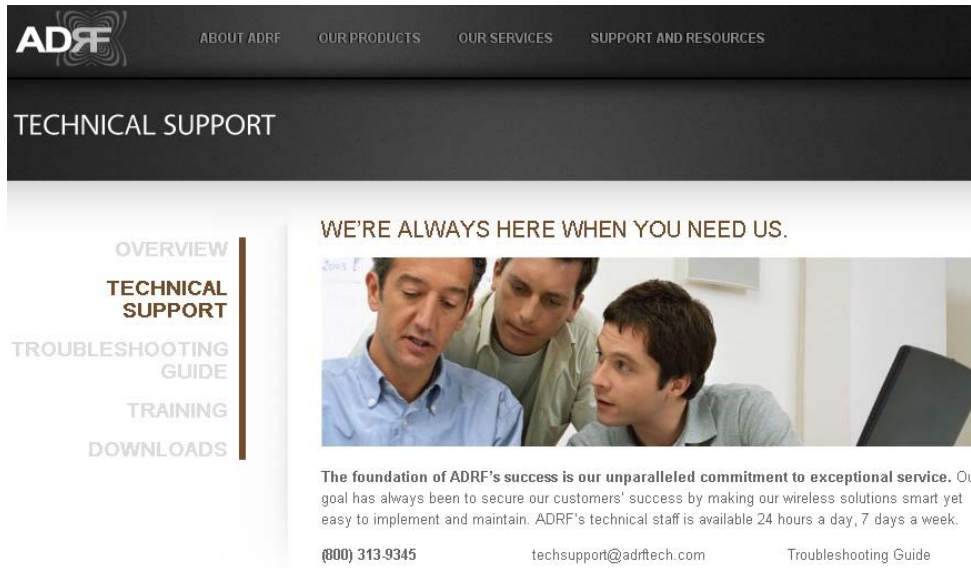 ADRF
ABOUT ADRF OUR PRODUCTS OUR SERVICES SUPPORT AND RESOURCES
TECHNICAL SUPPORT
OVERVIEW
TECHNICAL
SUPPORT
TROUBLESHOOTING
GUIDE
TRAINING
DOWNLOADS
WE'RE ALWAYS HERE WHEN YOU NEED US.
The foundation of ADRF's success is our unparalleled commitment to exceptional service.
goal has always been to secure our customers' success by making our wireless solutions smart yet
easy to implement and maintain. ADRF's technical staff is available 24 hours a day, 7 days a week.
(800) 313-9345 techsupport@adrftech.com Troubleshooting Guide